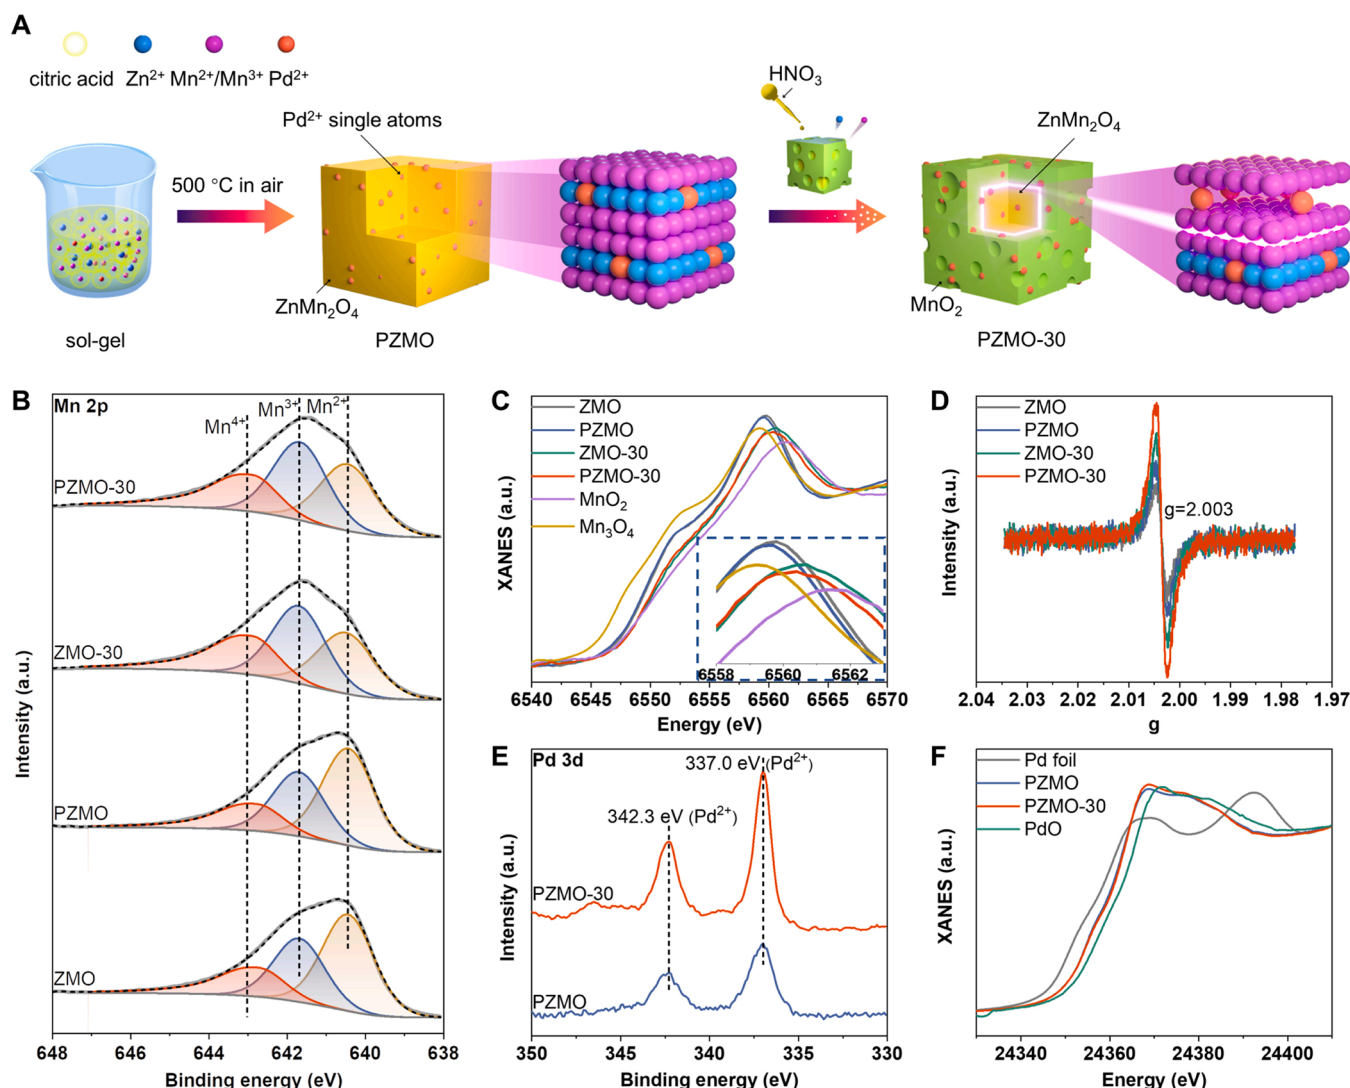 A
citric acid Zn²⁺ Mn²⁺/Mn³⁺ Pd²⁺
sol-gel
500 °C in air
Pd²⁺ single atoms
ZnMn₂O₄
PZMO
HNO₃
ZnMn₂O₄
MnO₂
PZMO-30
B
Mn 2p
Mn⁴⁺
Mn³⁺
Mn²⁺
PZMO-30
ZMO-30
PZMO
ZMO
Intensity (a.u.)
648 646 644 642 640 638
Binding energy (eV)
C
ZMO
PZMO
ZMO-30
PZMO-30
MnO₂
Mn₃O₄
XANES (a.u.)
6558 6560 6562
6540 6545 6550 6555 6560 6565 6570
Energy (eV)
D
ZMO
PZMO
ZMO-30
PZMO-30
g=2.003
Intensity (a.u.)
2.04 2.03 2.02 2.01 2.00 1.99 1.98 1.97
g
E
Pd 3d
337.0 eV (Pd²⁺)
342.3 eV (Pd²⁺)
PZMO-30
PZMO
Intensity (a.u.)
350 345 340 335 330
Binding energy (eV)
F
Pd foil
PZMO
PZMO-30
PdO
XANES (a.u.)
24340 24360 24380 24400
Energy (eV)